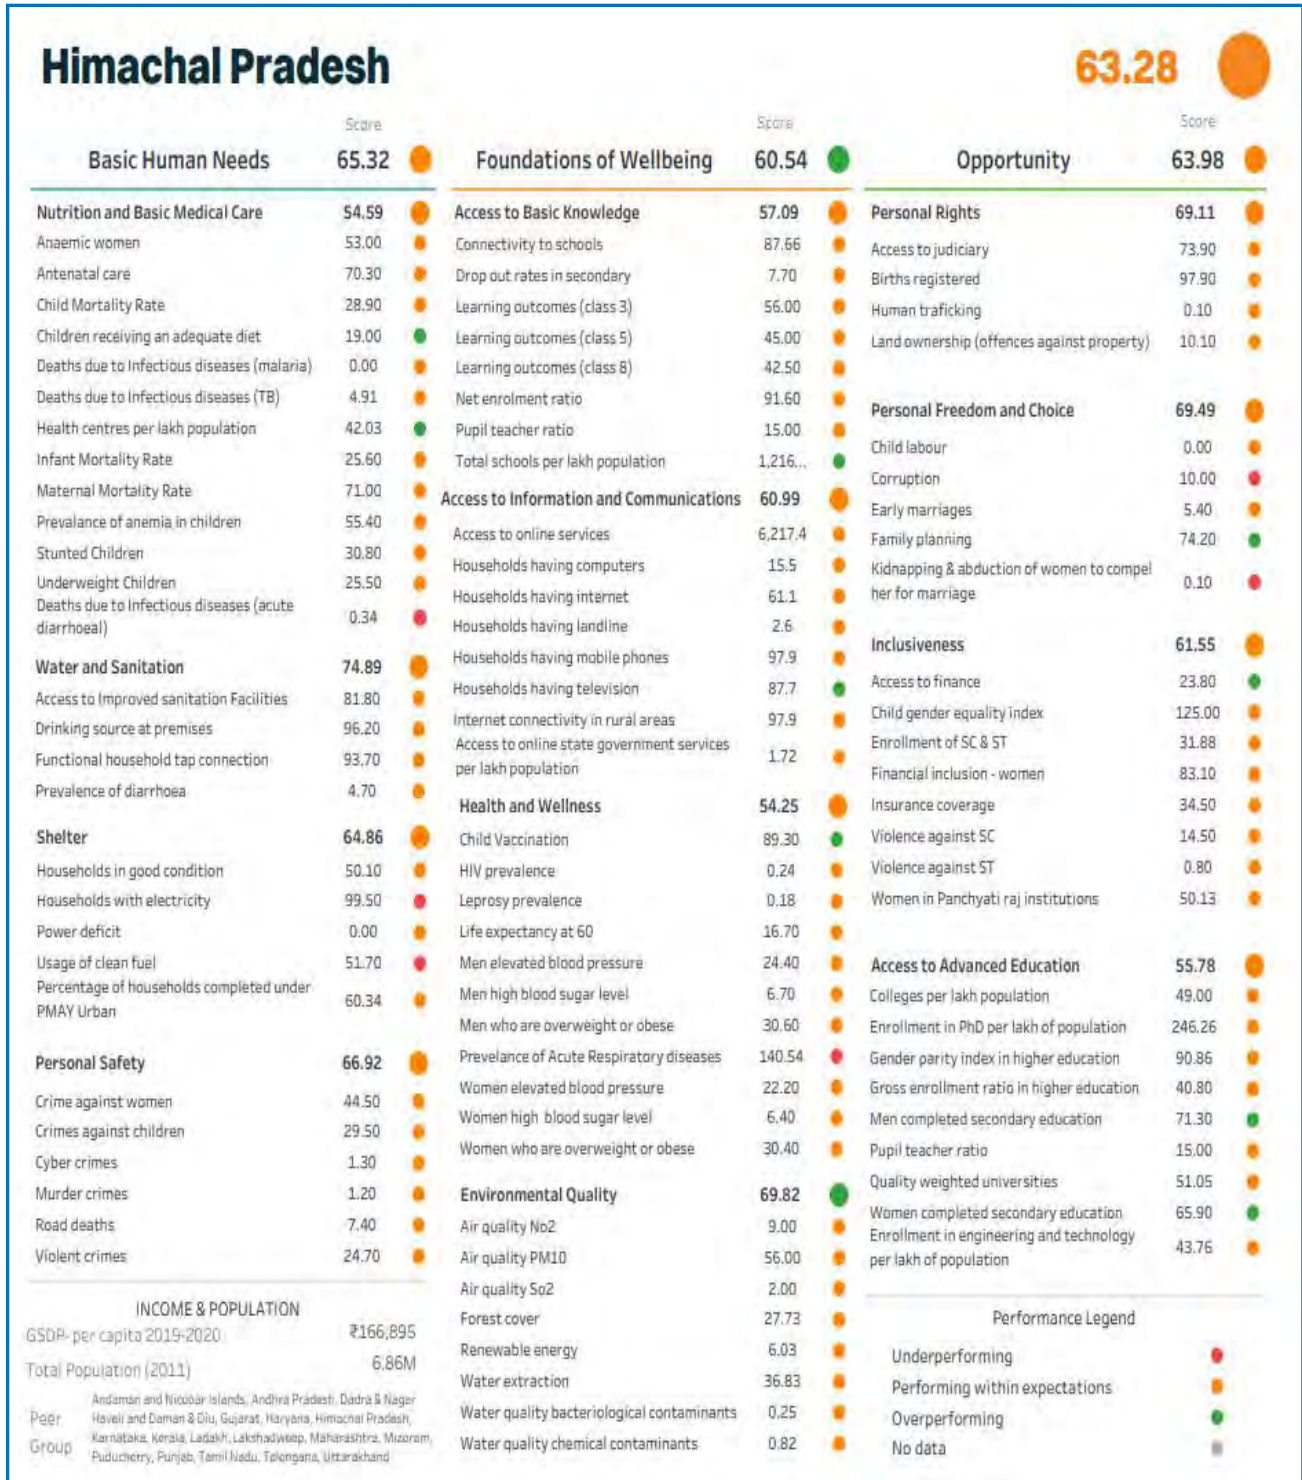 Himachal Pradesh
63.28
Score
Basic Human Needs 65.32
Nutrition and Basic Medical Care 54.59
Anaemic women 53.00
Antenatal care 70.30
Child Mortality Rate 28.90
Children receiving an adequate diet 19.00
Deaths due to Infectious diseases (malaria) 0.00
Deaths due to Infectious diseases (TB) 4.91
Health centres per lakh population 42.03
Infant Mortality Rate 25.60
Maternal Mortality Rate 71.00
Prevalance of anemia in children 55.40
Stunted Children 30.80
Underweight Children 25.50
Deaths due to Infectious diseases (acute
diarrhoeal) 0.34
Water and Sanitation 74.89
Access to Improved sanitation Facilities 81.80
Drinking source at premises 96.20
Functional household tap connection 93.70
Prevalence of diarrhoea 4.70
Shelter 64.86
Households in good condition 50.10
Households with electricity 99.50
Power deficit 0.00
Usage of clean fuel 51.70
Percentage of households completed under
PMAY Urban 60.34
Personal Safety 66.92
Crime against women 44.50
Crimes against children 29.50
Cyber crimes 1.30
Murder crimes 1.20
Road deaths 7.40
Violent crimes 24.70
INCOME & POPULATION
GSDP- per capita 2019-2020 ₹166,895
Total Population (2011) 6.86M
Peer
Group
Andaman and Nicobar Islands, Andhra Pradesh, Dadra & Nagar
Haveli and Daman & Diu, Gujarat, Haryana, Himachal Pradesh,
Karnataka, Kerala, Ladakh, Lakshadweep, Maharashtra, Mizoram,
Puducherry, Punjab, Tamil Nadu, Telangana, Uttarakhand
Score
Foundations of Wellbeing 60.54
Access to Basic Knowledge 57.09
Connectivity to schools 87.66
Drop out rates in secondary 7.70
Learning outcomes (class 3) 56.00
Learning outcomes (class 5) 45.00
Learning outcomes (class 8) 42.50
Net enrolment ratio 91.60
Pupil teacher ratio 15.00
Total schools per lakh population 1,216...
Access to Information and Communications 60.99
Access to online services 6,217.4
Households having computers 15.5
Households having internet 61.1
Households having landline 2.6
Households having mobile phones 97.9
Households having television 87.7
Internet connectivity in rural areas 97.9
Access to online state government services
per lakh population 1.72
Health and Wellness 54.25
Child Vaccination 89.30
HIV prevalence 0.24
Leprosy prevalence 0.18
Life expectancy at 60 16.70
Men elevated blood pressure 24.40
Men high blood sugar level 6.70
Men who are overweight or obese 30.60
Prevelance of Acute Respiratory diseases 140.54
Women elevated blood pressure 22.20
Women high blood sugar level 6.40
Women who are overweight or obese 30.40
Environmental Quality 69.82
Air quality No2 9.00
Air quality PM10 56.00
Air quality So2 2.00
Forest cover 27.73
Renewable energy 6.03
Water extraction 36.83
Water quality bacteriological contaminants 0.25
Water quality chemical contaminants 0.82
Score
Opportunity 63.98
Personal Rights 69.11
Access to judiciary 73.90
Births registered 97.90
Human traficking 0.10
Land ownership (offences against property) 10.10
Personal Freedom and Choice 69.49
Child labour 0.00
Corruption 10.00
Early marriages 5.40
Family planning 74.20
Kidnapping & abduction of women to compel
her for marriage 0.10
Inclusiveness 61.55
Access to finance 23.80
Child gender equality index 125.00
Enrollment of SC & ST 31.88
Financial inclusion - women 83.10
Insurance coverage 34.50
Violence against SC 14.50
Violence against ST 0.80
Women in Panchyati raj institutions 50.13
Access to Advanced Education 55.78
Colleges per lakh population 49.00
Enrollment in PhD per lakh of population 246.26
Gender parity index in higher education 90.86
Gross enrollment ratio in higher education 40.80
Men completed secondary education 71.30
Pupil teacher ratio 15.00
Quality weighted universities 51.05
Women completed secondary education 65.90
Enrollment in engineering and technology
per lakh of population 43.76
Performance Legend
Underperforming
Performing within expectations
Overperforming
No data